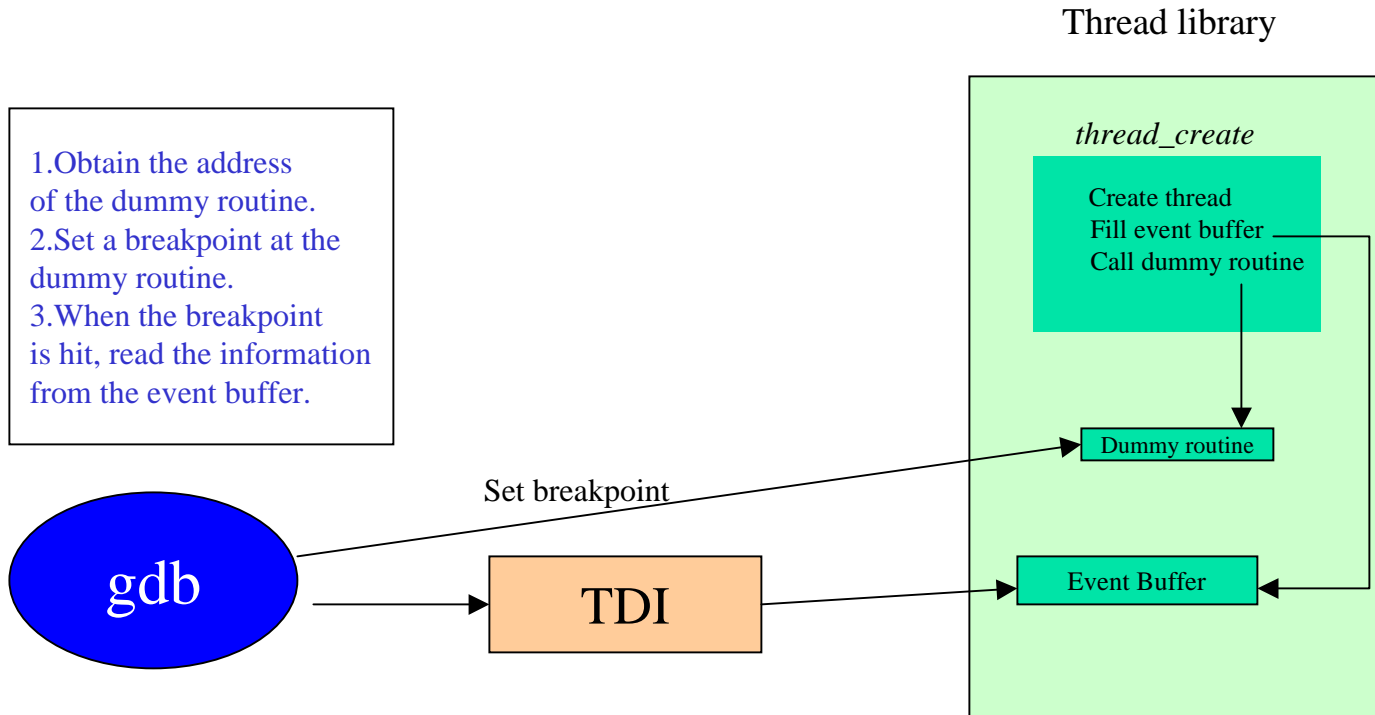 Thread library
1.Obtain the address
of the dummy routine.
2.Set a breakpoint at the
dummy routine.
3.When the breakpoint
is hit, read the information
from the event buffer.
thread_create
Create thread
Fill event buffer
Call dummy routine
Dummy routine
Set breakpoint
gdb
TDI
Event Buffer